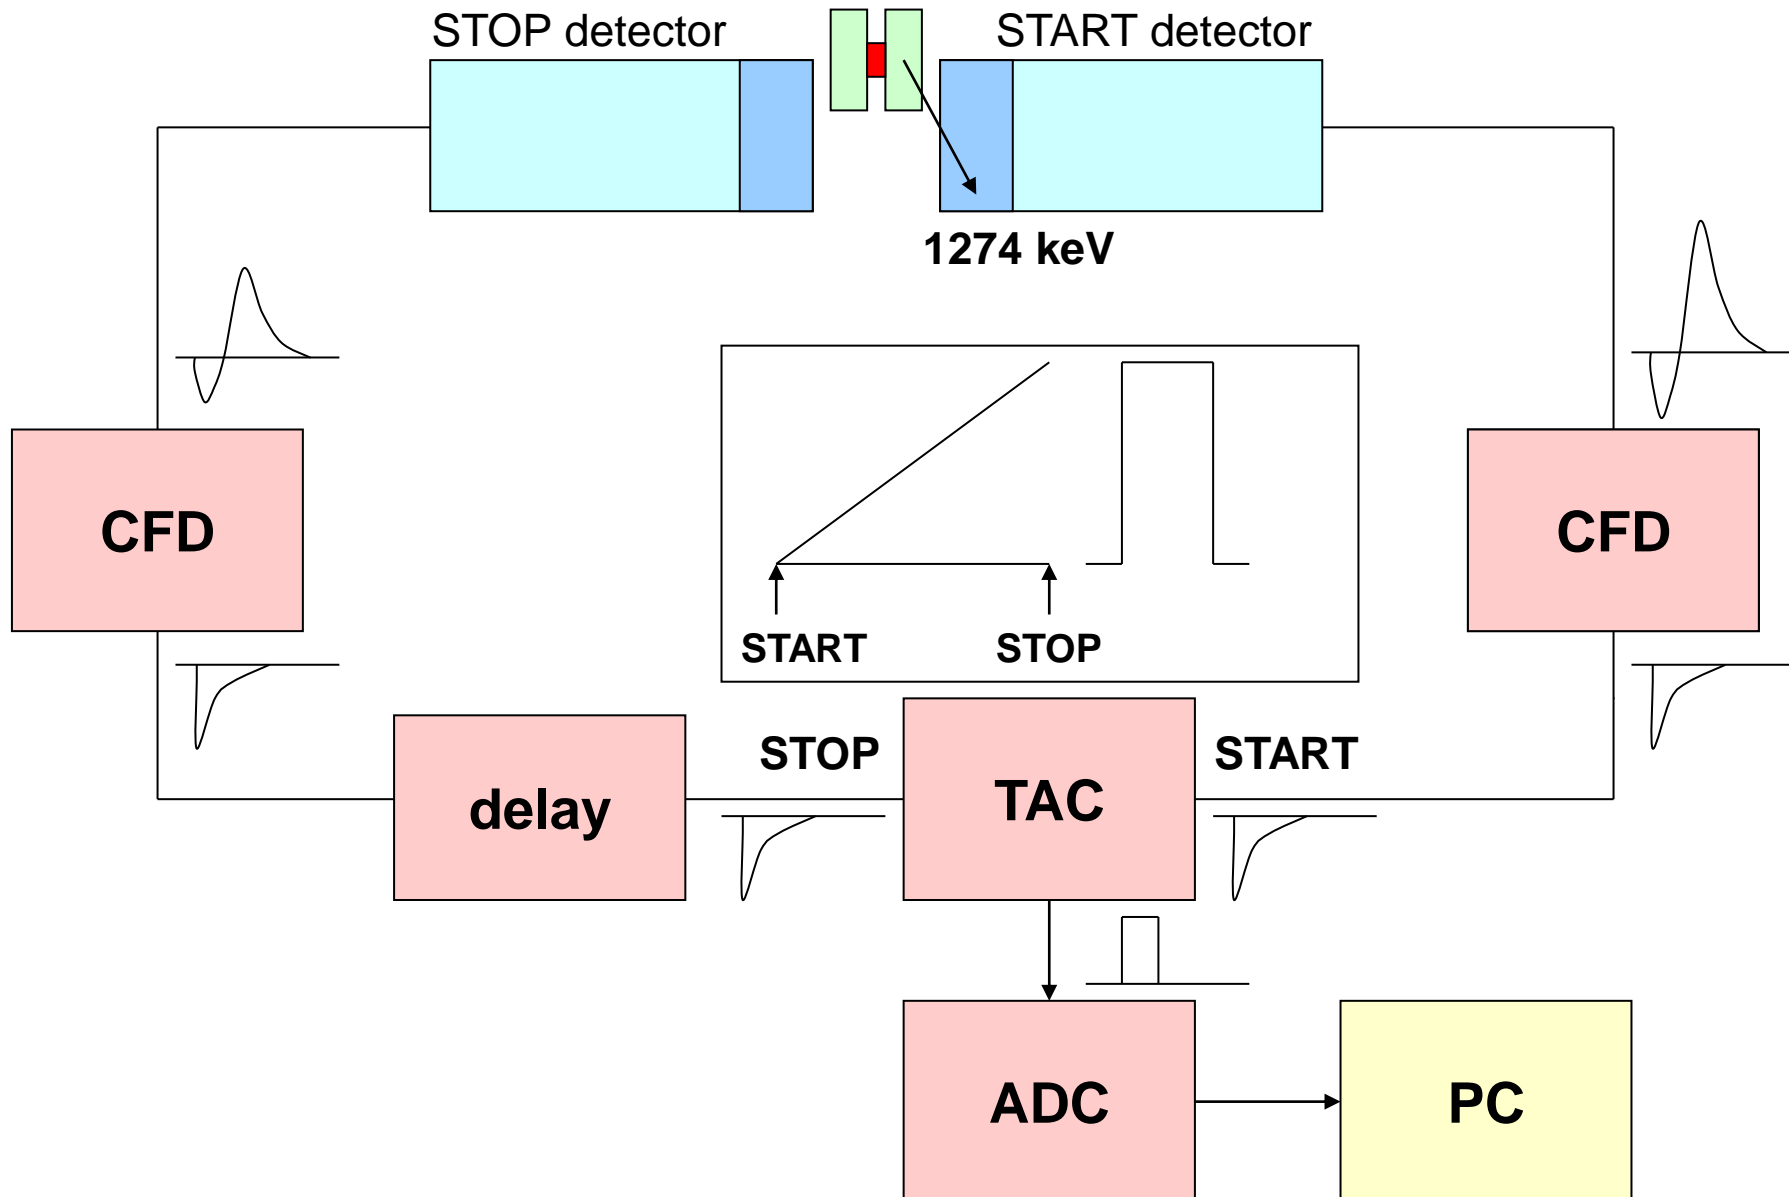 STOP detector
START detector
1274 keV
CFD
CFD
START
STOP
delay
STOP
TAC
START
ADC
PC